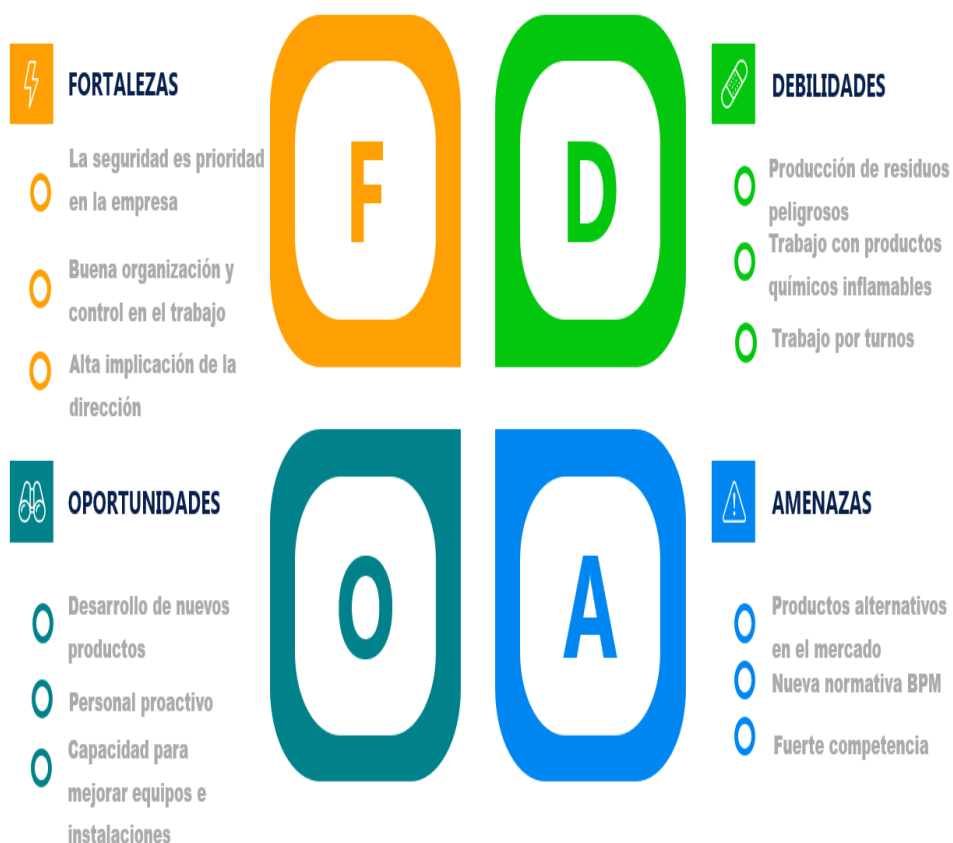 FORTALEZAS
La seguridad es prioridad
en la empresa
Buena organización y
control en el trabajo
Alta implicación de la
dirección
F
D
DEBILIDADES
Producción de residuos
peligrosos
Trabajo con productos
químicos inflamables
Trabajo por turnos
OPORTUNIDADES
Desarrollo de nuevos
productos
Personal proactivo
Capacidad para
mejorar equipos e
instalaciones
O
A
AMENAZAS
Productos alternativos
en el mercado
Nueva normativa BPM
Fuerte competencia